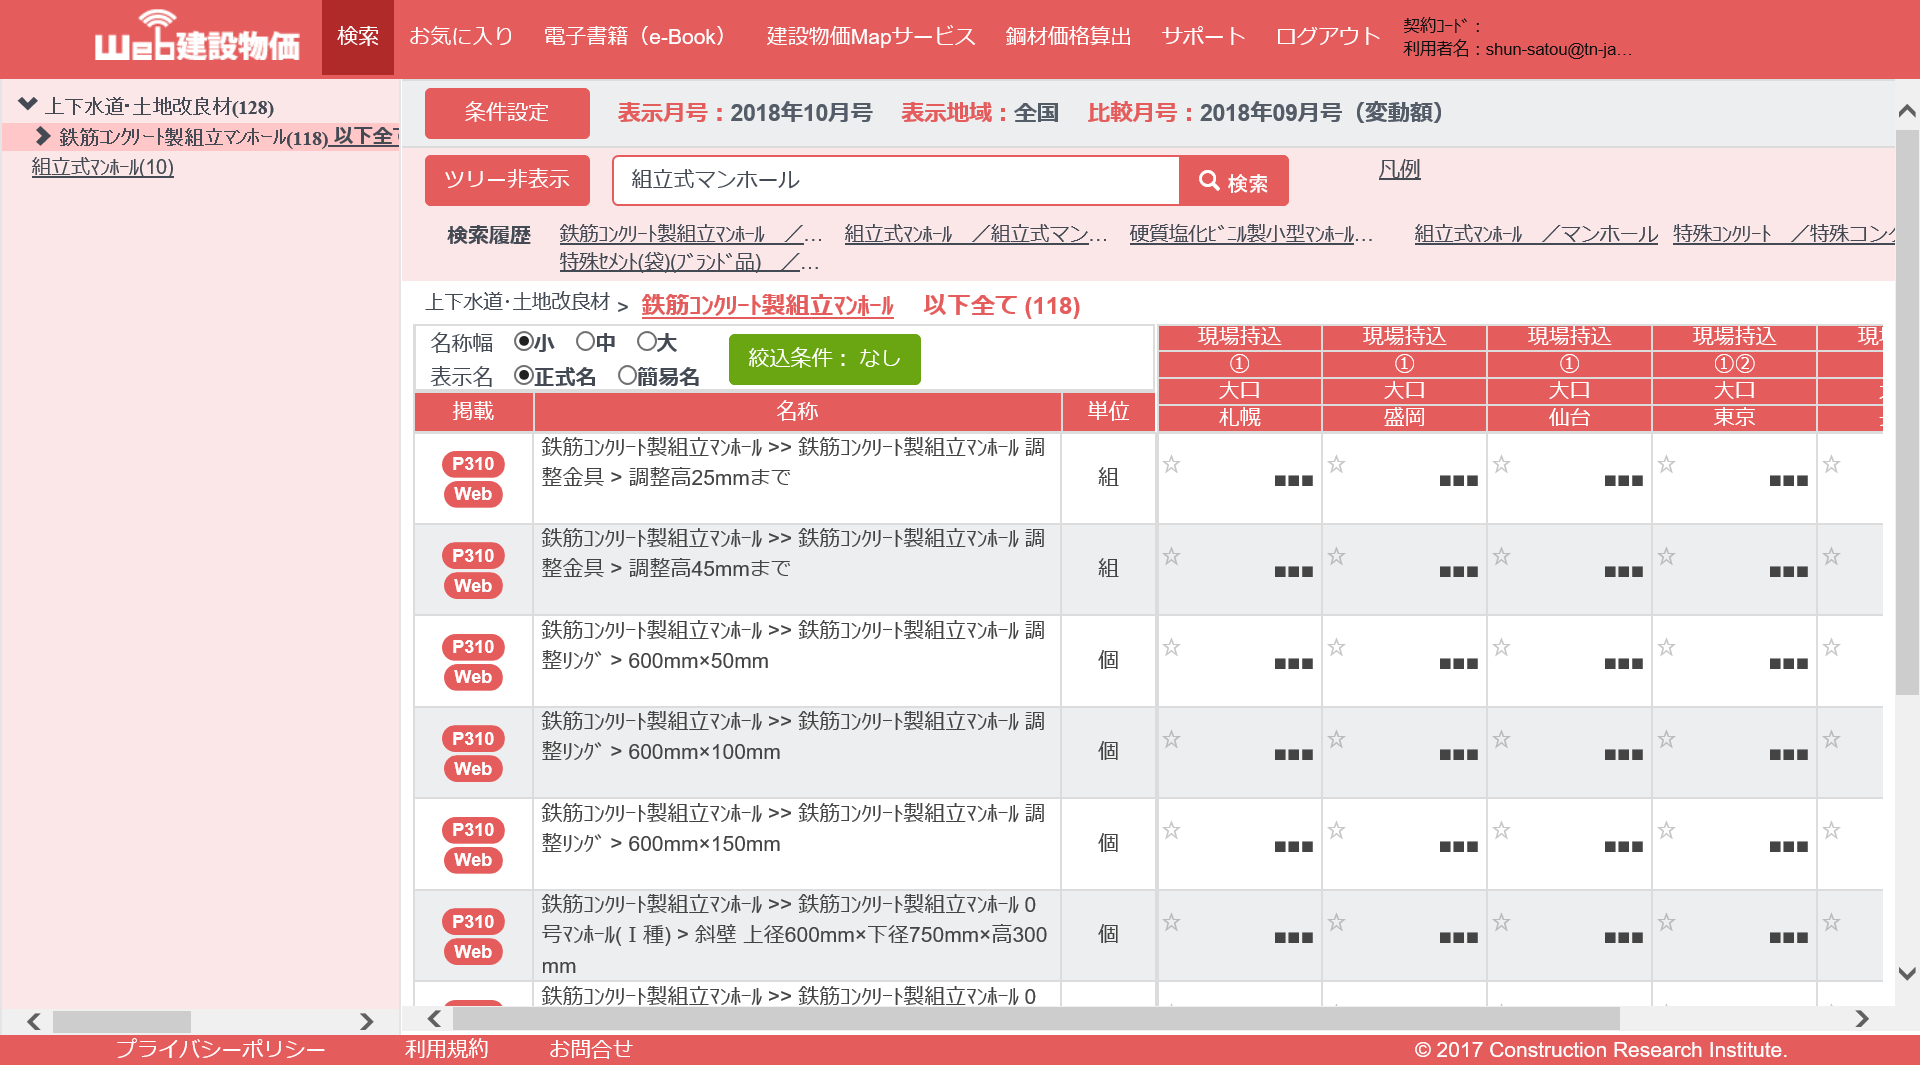 Web建設物価
検索 お気に入り 電子書籍（e-Book） 建設物価Mapサービス 鋼材価格算出 サポート ログアウト
契約ｺｰﾄﾞ：
利用者名：shun-satou@tn-ja...
上下水道･土地改良材(128)
鉄筋ｺﾝｸﾘｰﾄ製組立ﾏﾝﾎｰﾙ(118) 以下全て
組立式ﾏﾝﾎｰﾙ(10)
条件設定 表示月号：2018年10月号 表示地域：全国 比較月号：2018年09月号（変動額）
ツリー非表示 組立式マンホール 検索 凡例
検索履歴 鉄筋ｺﾝｸﾘｰﾄ製組立ﾏﾝﾎｰﾙ ／... 組立式ﾏﾝﾎｰﾙ ／組立式マン... 硬質塩化ﾋﾞﾆﾙ製小型ﾏﾝﾎｰﾙ... 組立式ﾏﾝﾎｰﾙ ／マンホール 特殊ｺﾝｸﾘｰﾄ ／特殊コン
特殊ｾﾒﾝﾄ(袋)(ﾌﾞﾗﾝﾄﾞ品) ／...
上下水道･土地改良材 > 鉄筋ｺﾝｸﾘｰﾄ製組立ﾏﾝﾎｰﾙ 以下全て (118)
名称幅 小 中 大
表示名 正式名 簡易名
絞込条件： なし
現場持込 現場持込 現場持込 現場持込 現場
① ① ① ①②
大口 大口 大口 大口
掲載 名称 単位 札幌 盛岡 仙台 東京
P310
Web
鉄筋ｺﾝｸﾘｰﾄ製組立ﾏﾝﾎｰﾙ >> 鉄筋ｺﾝｸﾘｰﾄ製組立ﾏﾝﾎｰﾙ 調
整金具 > 調整高25mmまで
組
☆ ■■■ ☆ ■■■ ☆ ■■■ ☆ ■■■ ☆
P310
Web
鉄筋ｺﾝｸﾘｰﾄ製組立ﾏﾝﾎｰﾙ >> 鉄筋ｺﾝｸﾘｰﾄ製組立ﾏﾝﾎｰﾙ 調
整金具 > 調整高45mmまで
組
☆ ■■■ ☆ ■■■ ☆ ■■■ ☆ ■■■ ☆
P310
Web
鉄筋ｺﾝｸﾘｰﾄ製組立ﾏﾝﾎｰﾙ >> 鉄筋ｺﾝｸﾘｰﾄ製組立ﾏﾝﾎｰﾙ 調
整ﾘﾝｸﾞ > 600mm×50mm
個
☆ ■■■ ☆ ■■■ ☆ ■■■ ☆ ■■■ ☆
P310
Web
鉄筋ｺﾝｸﾘｰﾄ製組立ﾏﾝﾎｰﾙ >> 鉄筋ｺﾝｸﾘｰﾄ製組立ﾏﾝﾎｰﾙ 調
整ﾘﾝｸﾞ > 600mm×100mm
個
☆ ■■■ ☆ ■■■ ☆ ■■■ ☆ ■■■ ☆
P310
Web
鉄筋ｺﾝｸﾘｰﾄ製組立ﾏﾝﾎｰﾙ >> 鉄筋ｺﾝｸﾘｰﾄ製組立ﾏﾝﾎｰﾙ 調
整ﾘﾝｸﾞ > 600mm×150mm
個
☆ ■■■ ☆ ■■■ ☆ ■■■ ☆ ■■■ ☆
P310
Web
鉄筋ｺﾝｸﾘｰﾄ製組立ﾏﾝﾎｰﾙ >> 鉄筋ｺﾝｸﾘｰﾄ製組立ﾏﾝﾎｰﾙ 0
号ﾏﾝﾎｰﾙ(Ⅰ種) > 斜壁 上径600mm×下径750mm×高300
mm
個
☆ ■■■ ☆ ■■■ ☆ ■■■ ☆ ■■■ ☆
鉄筋ｺﾝｸﾘｰﾄ製組立ﾏﾝﾎｰﾙ >> 鉄筋ｺﾝｸﾘｰﾄ製組立ﾏﾝﾎｰﾙ 0
プライバシーポリシー 利用規約 お問合せ © 2017 Construction Research Institute.